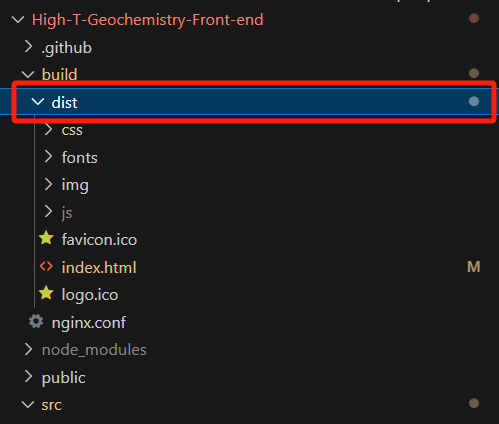 High-T-Geochemistry-Front-end
.github
build
dist
css
fonts
img
js
favicon.ico
index.html M
logo.ico
nginx.conf
node_modules
public
src